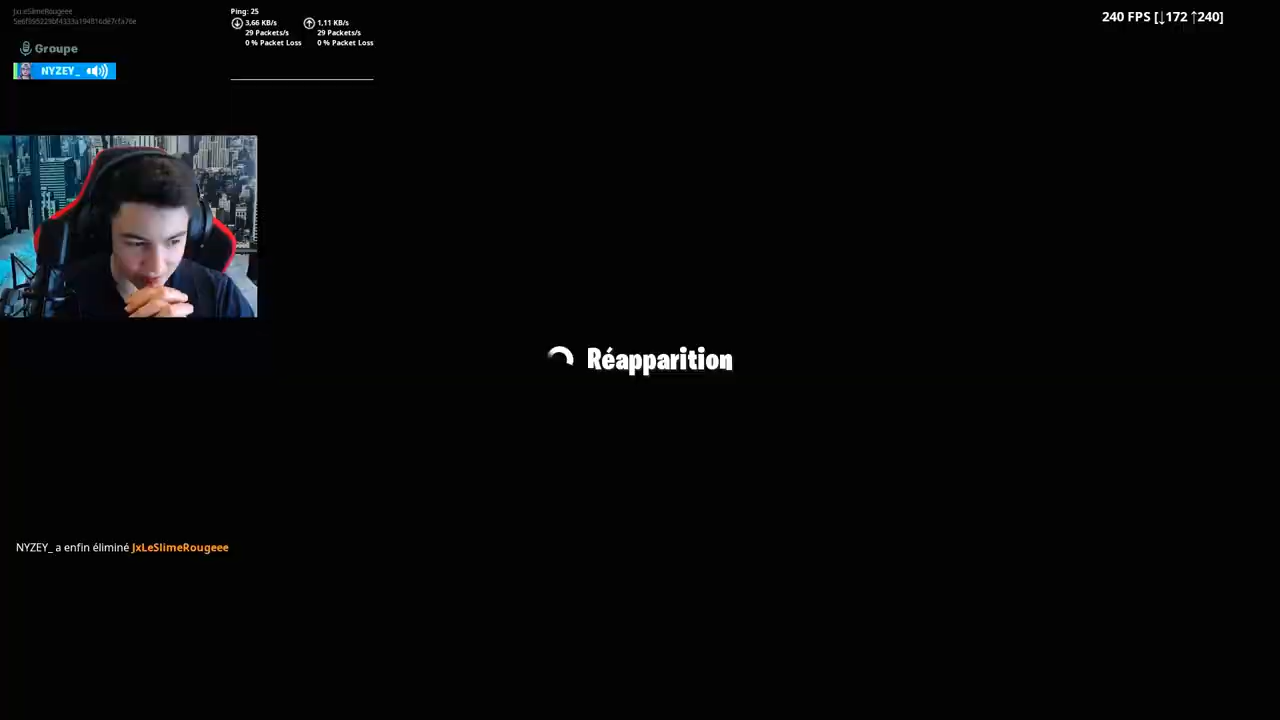 JxLeSlimeRougeee
Groupe
NYZEY_
Ping: 25
3,66 KB/s
29 Packets/s
0 % Packet Loss
1,11 KB/s
29 Packets/s
0 % Packet Loss
240 FPS [↓172 ↑240]
Réapparition
NYZEY_ a enfin éliminé JxLeSlimeRougeee